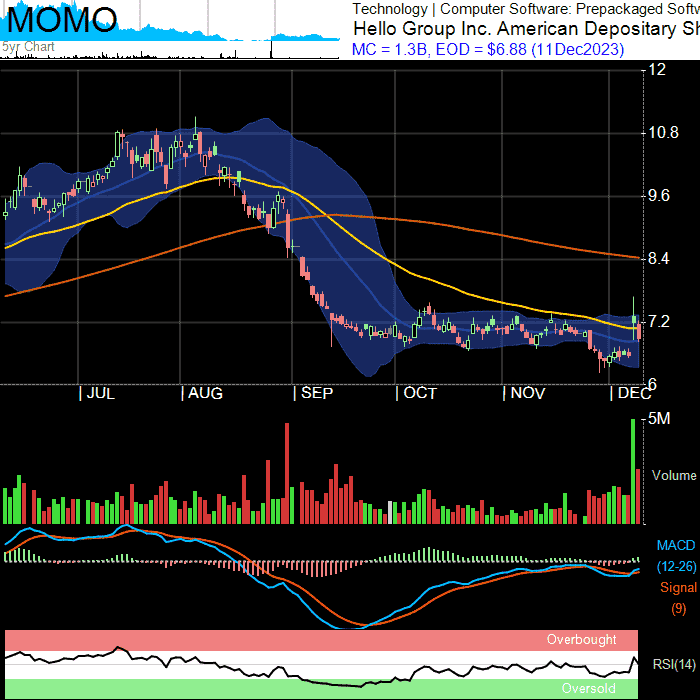 MOMO
5yr Chart
Technology | Computer Software: Prepackaged Softw
Hello Group Inc. American Depositary Sh
MC = 1.3B, EOD = $6.88 (11Dec2023)
12
10.8
9.6
8.4
7.2
6
| JUL | AUG | SEP | OCT | NOV | DEC
5M
Volume
MACD
(12-26)
Signal
(9)
Overbought
RSI(14)
Oversold